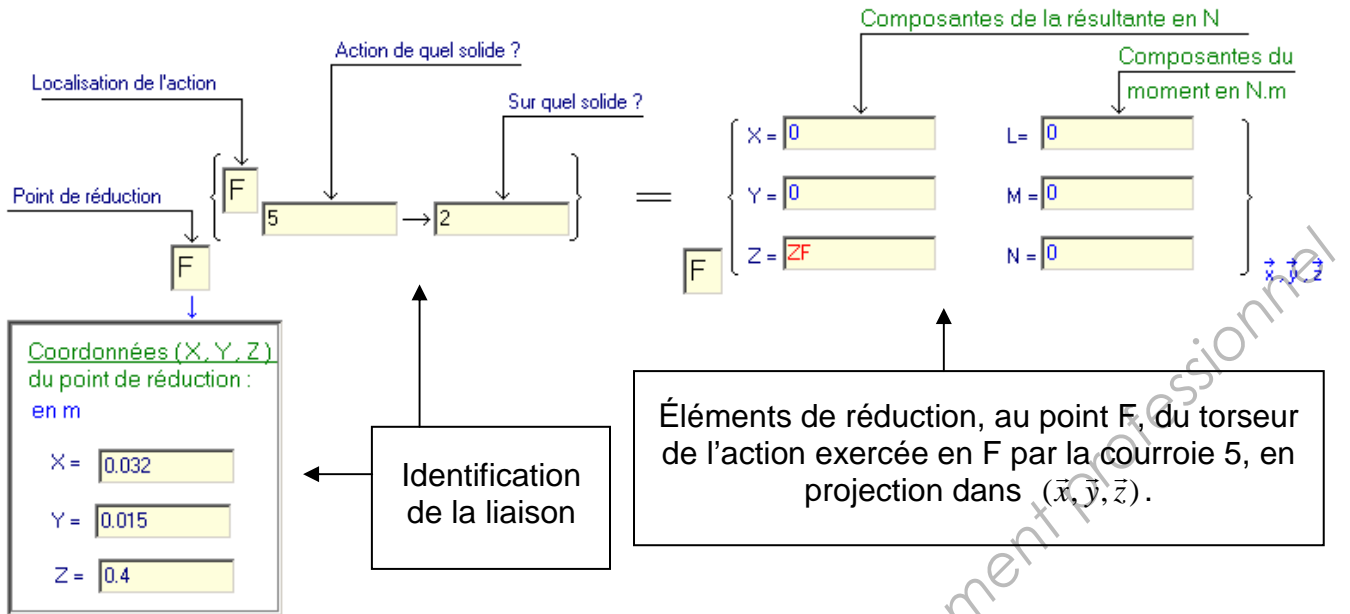 Composantes de la résultante en N
Action de quel solide ?
Composantes du
moment en N.m
Localisation de l'action
Sur quel solide ?
Point de réduction
F
5
→
2
F
=
F
X = 0
Y = 0
Z = ZF
L= 0
M = 0
N = 0
x, y, z
Coordonnées (X, Y, Z)
du point de réduction :
en m
X = 0.032
Y = 0.015
Z = 0.4
Identification
de la liaison
Éléments de réduction, au point F, du torseur
de l'action exercée en F par la courroie 5, en
projection dans (x⃗, y⃗, z⃗).
ment professionnel